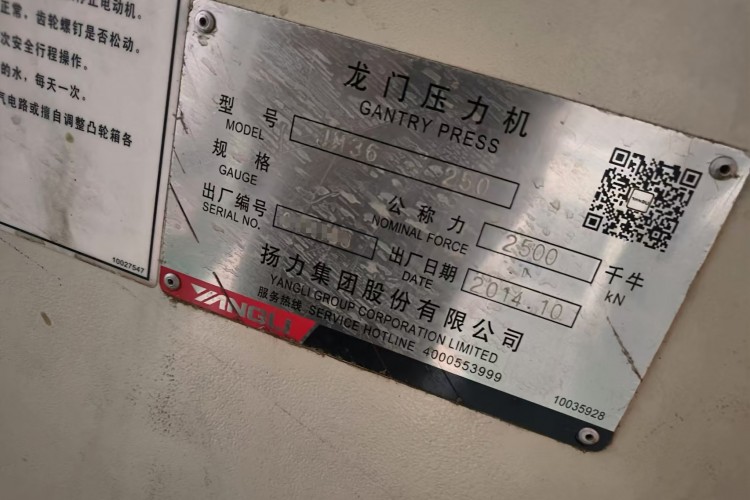 止电动机。
正常，齿轮螺钉是否松动。
次安全行程操作。
的水，每天一次。
气电路或擅自调整凸轮箱各
10027547
龙门压力机
GANTRY PRESS
型号 JM36 250
MODEL
规格
GAUGE
公称力 2500 千牛
NOMINAL FORCE kN
出厂编号
SERIAL NO.
出厂日期 2014.10
DATE
扬力集团股份有限公司
YANGLI GROUP CORPORATION LIMITED
服务热线 SERVICE HOTLINE 4000553999
YANGLI
10035928